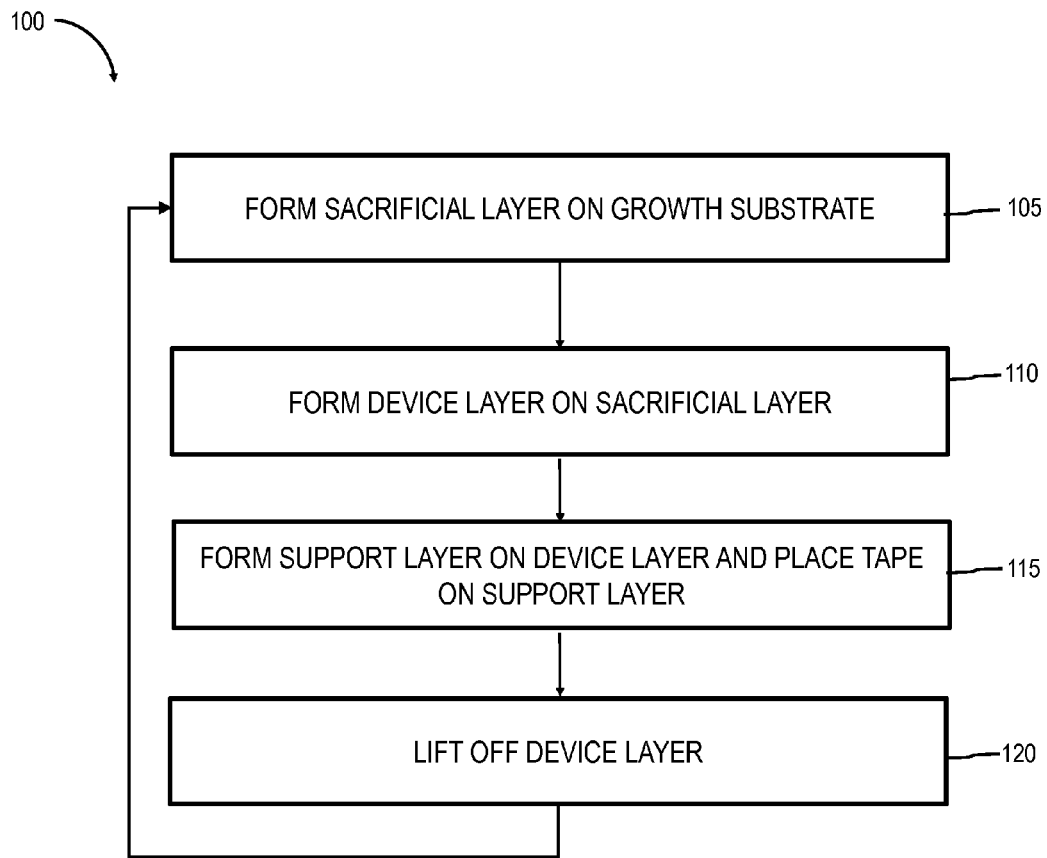 100
FORM SACRIFICIAL LAYER ON GROWTH SUBSTRATE
105
FORM DEVICE LAYER ON SACRIFICIAL LAYER
110
FORM SUPPORT LAYER ON DEVICE LAYER AND PLACE TAPE
ON SUPPORT LAYER
115
LIFT OFF DEVICE LAYER
120